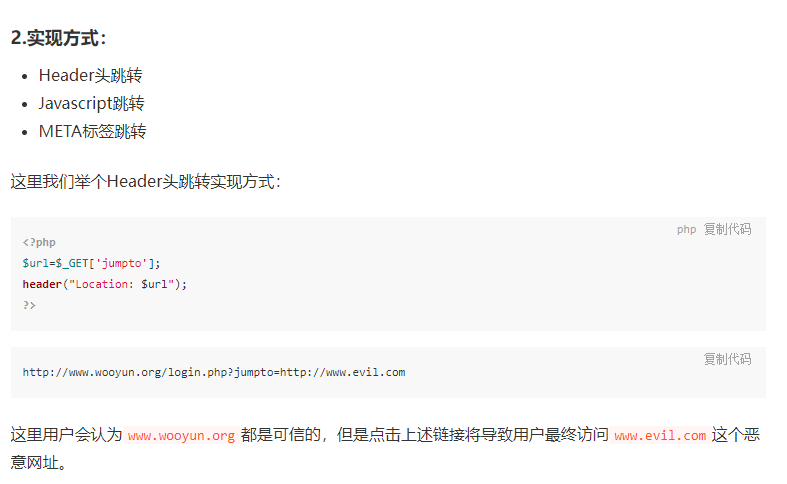 2.实现方式：
Header头跳转
Javascript跳转
META标签跳转
这里我们举个Header头跳转实现方式：
php 复制代码
<?php
$url=$_GET['jumpto'];
header("Location: $url");
?>
复制代码
http://www.wooyun.org/login.php?jumpto=http://www.evil.com
这里用户会认为 www.wooyun.org 都是可信的，但是点击上述链接将导致用户最终访问 www.evil.com 这个恶
意网址。